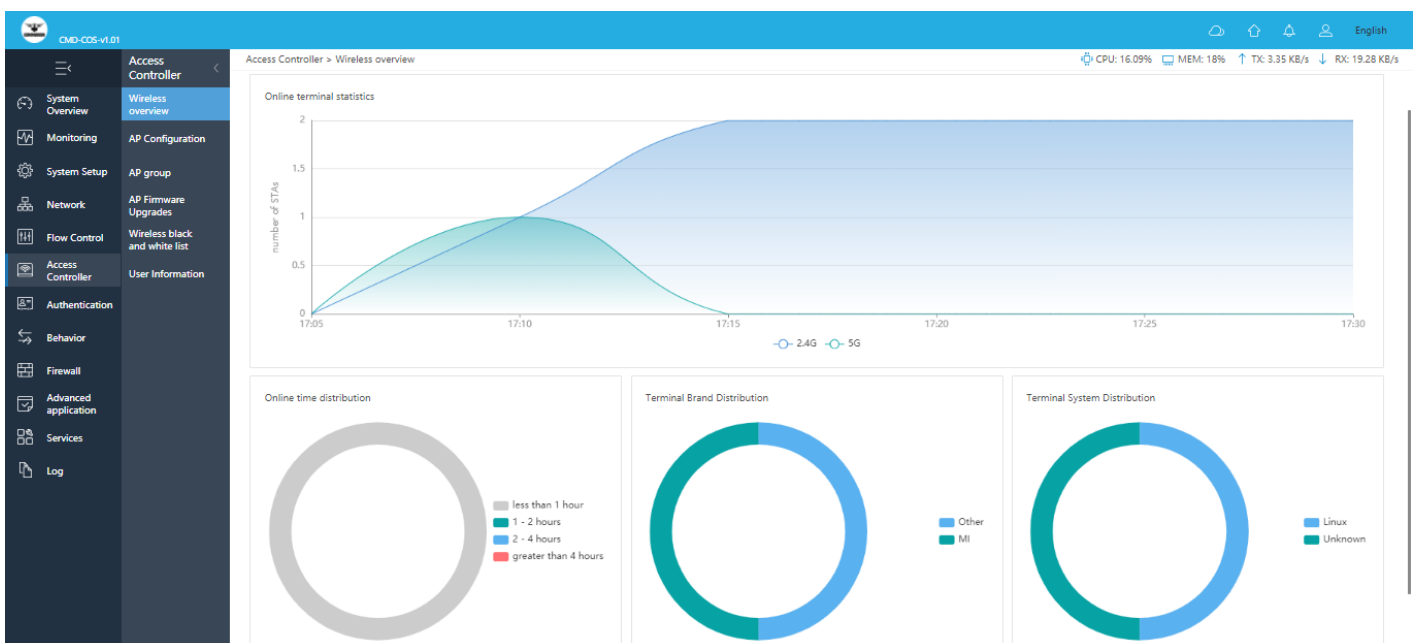 CMD-COS-v1.01
English
Access Controller > Wireless overview
CPU: 16.09%
MEM: 18%
TX: 3.35 KB/s
RX: 19.28 KB/s
System
Overview
Monitoring
System Setup
Network
Flow Control
Access
Controller
Authentication
Behavior
Firewall
Advanced
application
Services
Log
Access
Controller
Wireless
overview
AP Configuration
AP group
AP Firmware
Upgrades
Wireless black
and white list
User Information
Online terminal statistics
number of STAs
2
1.5
1
0.5
0
17:05 17:10 17:15 17:20 17:25 17:30
2.4G 5G
Online time distribution
less than 1 hour
1 - 2 hours
2 - 4 hours
greater than 4 hours
Terminal Brand Distribution
Other
MI
Terminal System Distribution
Linux
Unknown